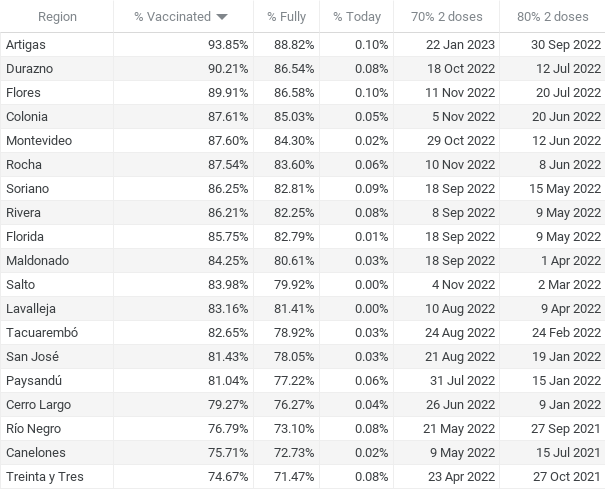 Region % Vaccinated % Fully % Today 70% 2 doses 80% 2 doses
Artigas 93.85% 88.82% 0.10% 22 Jan 2023 30 Sep 2022
Durazno 90.21% 86.54% 0.08% 18 Oct 2022 12 Jul 2022
Flores 89.91% 86.58% 0.10% 11 Nov 2022 20 Jul 2022
Colonia 87.61% 85.03% 0.05% 5 Nov 2022 20 Jun 2022
Montevideo 87.60% 84.30% 0.02% 29 Oct 2022 12 Jun 2022
Rocha 87.54% 83.60% 0.06% 10 Nov 2022 8 Jun 2022
Soriano 86.25% 82.81% 0.09% 18 Sep 2022 15 May 2022
Rivera 86.21% 82.25% 0.08% 8 Sep 2022 9 May 2022
Florida 85.75% 82.79% 0.01% 18 Sep 2022 9 May 2022
Maldonado 84.25% 80.61% 0.03% 18 Sep 2022 1 Apr 2022
Salto 83.98% 79.92% 0.00% 4 Nov 2022 2 Mar 2022
Lavalleja 83.16% 81.41% 0.00% 10 Aug 2022 9 Apr 2022
Tacuarembó 82.65% 78.92% 0.03% 24 Aug 2022 24 Feb 2022
San José 81.43% 78.05% 0.03% 21 Aug 2022 19 Jan 2022
Paysandú 81.04% 77.22% 0.06% 31 Jul 2022 15 Jan 2022
Cerro Largo 79.27% 76.27% 0.04% 26 Jun 2022 9 Jan 2022
Río Negro 76.79% 73.10% 0.08% 21 May 2022 27 Sep 2021
Canelones 75.71% 72.73% 0.02% 9 May 2022 15 Jul 2021
Treinta y Tres 74.67% 71.47% 0.08% 23 Apr 2022 27 Oct 2021